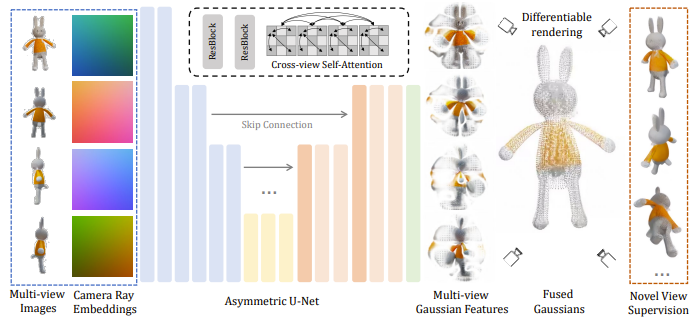 ResBlock
ResBlock
Cross-view Self-Attention
Differentiable
rendering
Skip Connection
...
...
Multi-view
Images
Camera Ray
Embeddings
Asymmetric U-Net
Multi-view
Gaussian Features
Fused
Gaussians
Novel View
Supervision